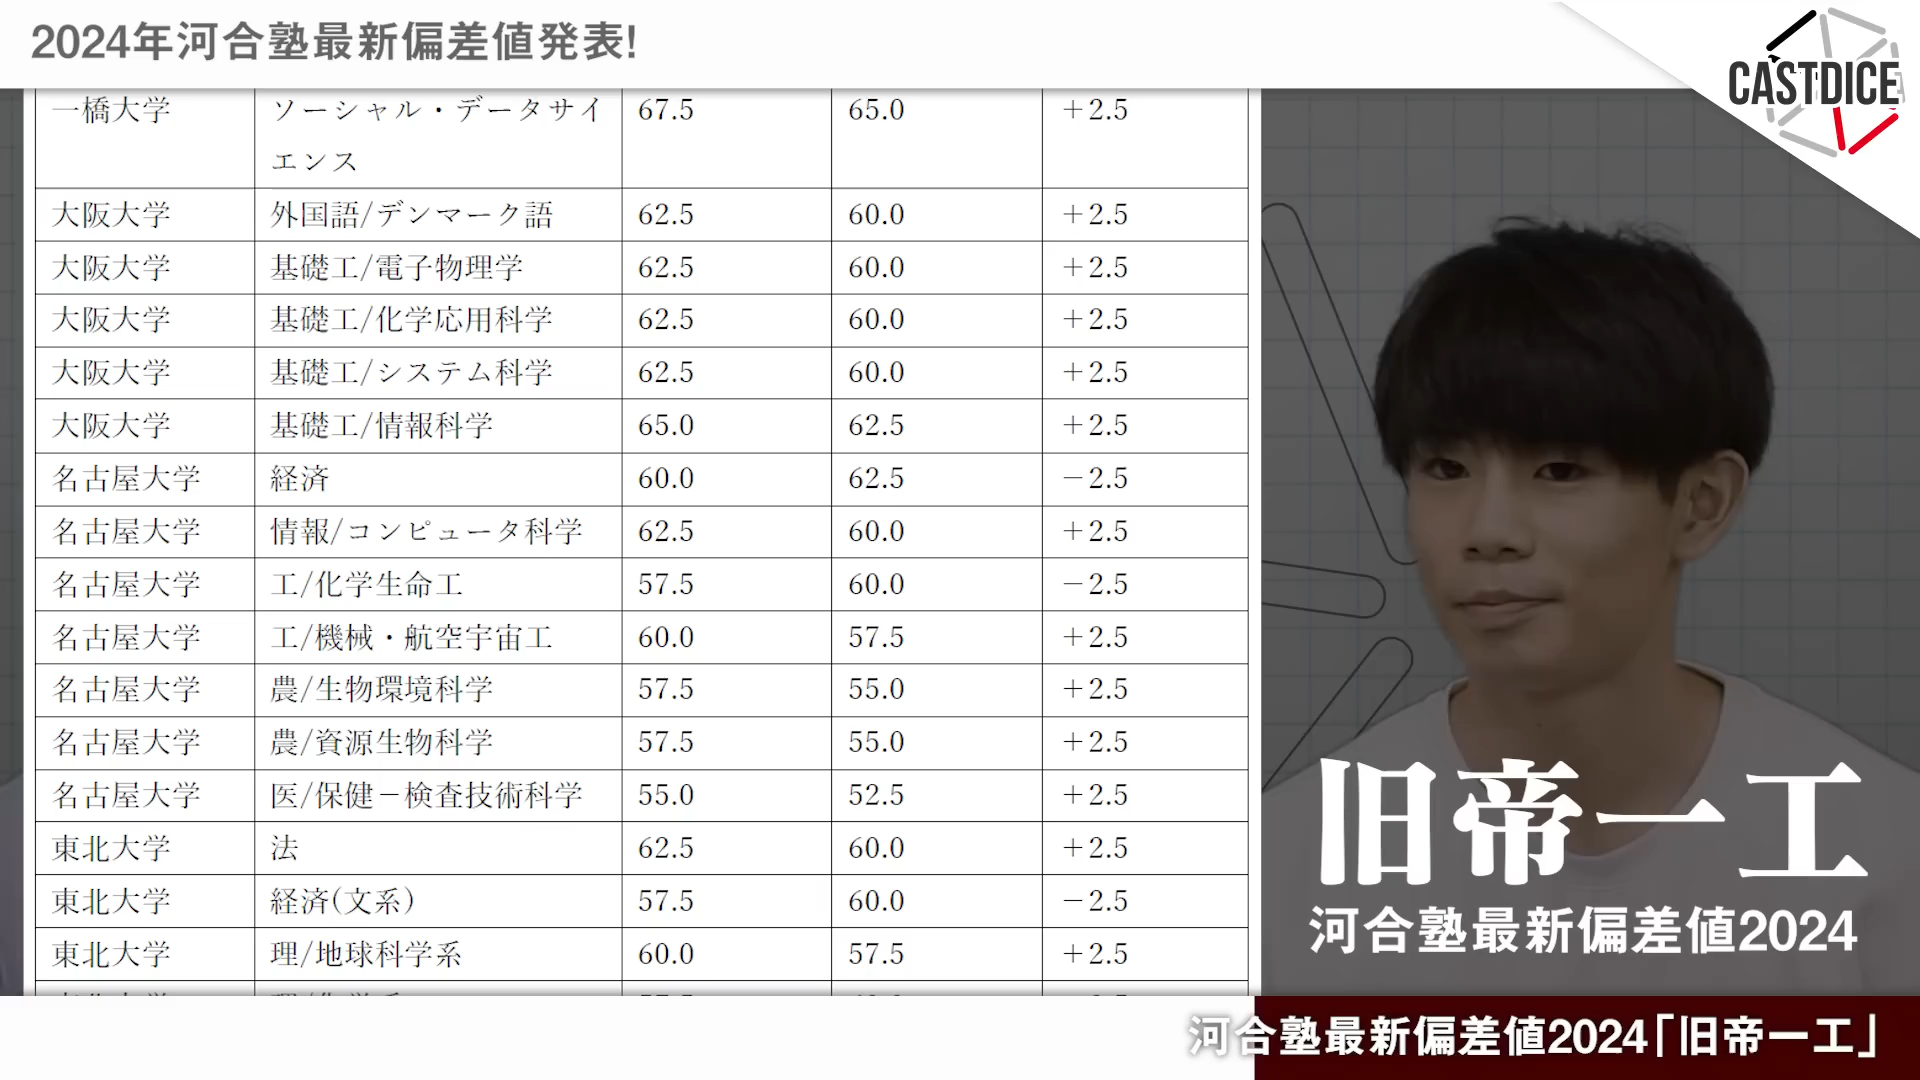 2024年河合塾最新偏差値発表!
CASTDICE
一橋大学 ソーシャル・データサイエンス 67.5 65.0 +2.5
大阪大学 外国語/デンマーク語 62.5 60.0 +2.5
大阪大学 基礎工/電子物理学 62.5 60.0 +2.5
大阪大学 基礎工/化学応用科学 62.5 60.0 +2.5
大阪大学 基礎工/システム科学 62.5 60.0 +2.5
大阪大学 基礎工/情報科学 65.0 62.5 +2.5
名古屋大学 経済 60.0 62.5 −2.5
名古屋大学 情報/コンピュータ科学 62.5 60.0 +2.5
名古屋大学 工/化学生命工 57.5 60.0 −2.5
名古屋大学 工/機械・航空宇宙工 60.0 57.5 +2.5
名古屋大学 農/生物環境科学 57.5 55.0 +2.5
名古屋大学 農/資源生物科学 57.5 55.0 +2.5
名古屋大学 医/保健−検査技術科学 55.0 52.5 +2.5
東北大学 法 62.5 60.0 +2.5
東北大学 経済(文系) 57.5 60.0 −2.5
東北大学 理/地球科学系 60.0 57.5 +2.5
旧帝一工
河合塾最新偏差値2024
河合塾最新偏差値2024「旧帝一工」